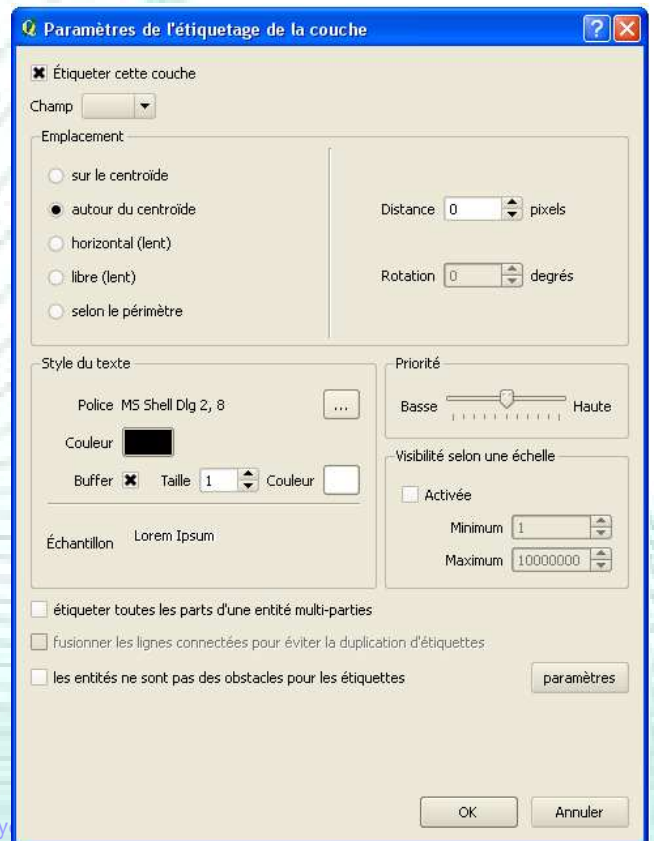 Paramètres de l'étiquetage de la couche
Étiqueter cette couche
Champ
Emplacement
sur le centroïde
autour du centroïde
horizontal (lent)
libre (lent)
selon le périmètre
Distance 0 pixels
Rotation 0 degrés
Style du texte
Police MS Shell Dlg 2, 8 ...
Couleur
Buffer Taille 1 Couleur
Échantillon Lorem Ipsum
Priorité
Basse Haute
Visibilité selon une échelle
Activée
Minimum 1
Maximum 10000000
étiqueter toutes les parts d'une entité multi-parties
fusionner les lignes connectées pour éviter la duplication d'étiquettes
les entités ne sont pas des obstacles pour les étiquettes paramètres
OK Annuler